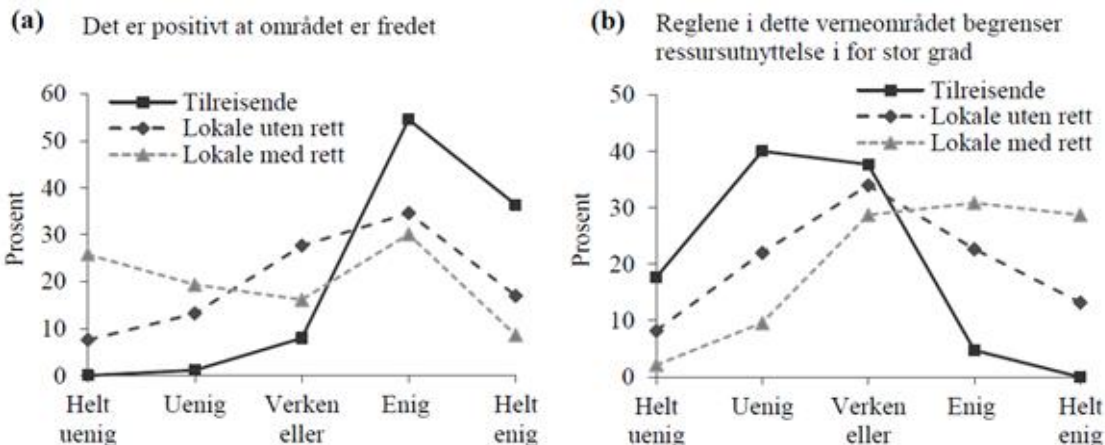 (a) Det er positivt at området er fredet
60
50
40
30
20
10
0
Prosent
Tilreisende
Lokale uten rett
Lokale med rett
Helt uenig
Uenig
Verken eller
Enig
Helt enig
(b) Reglene i dette verneområdet begrenser
ressursutnyttelse i for stor grad
50
40
30
20
10
0
Prosent
Tilreisende
Lokale uten rett
Lokale med rett
Helt uenig
Uenig
Verken eller
Enig
Helt enig